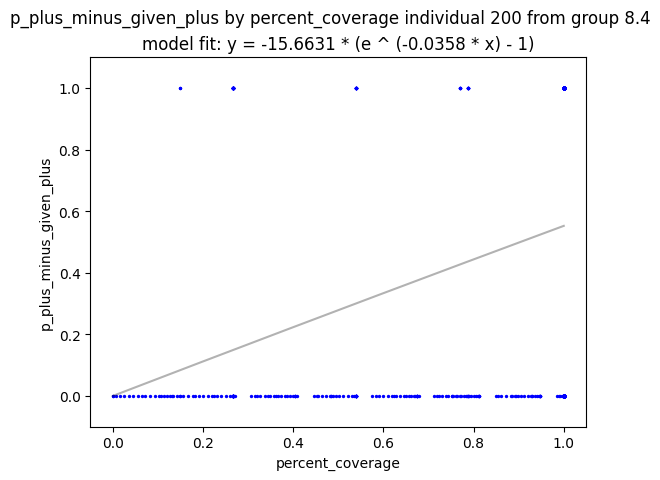 p_plus_minus_given_plus by percent_coverage individual 200 from group 8.4
model fit: y = -15.6631 * (e ^ (-0.0358 * x) - 1)
p_plus_minus_given_plus
1.0
0.8
0.6
0.4
0.2
0.0
0.0 0.2 0.4 0.6 0.8 1.0
percent_coverage